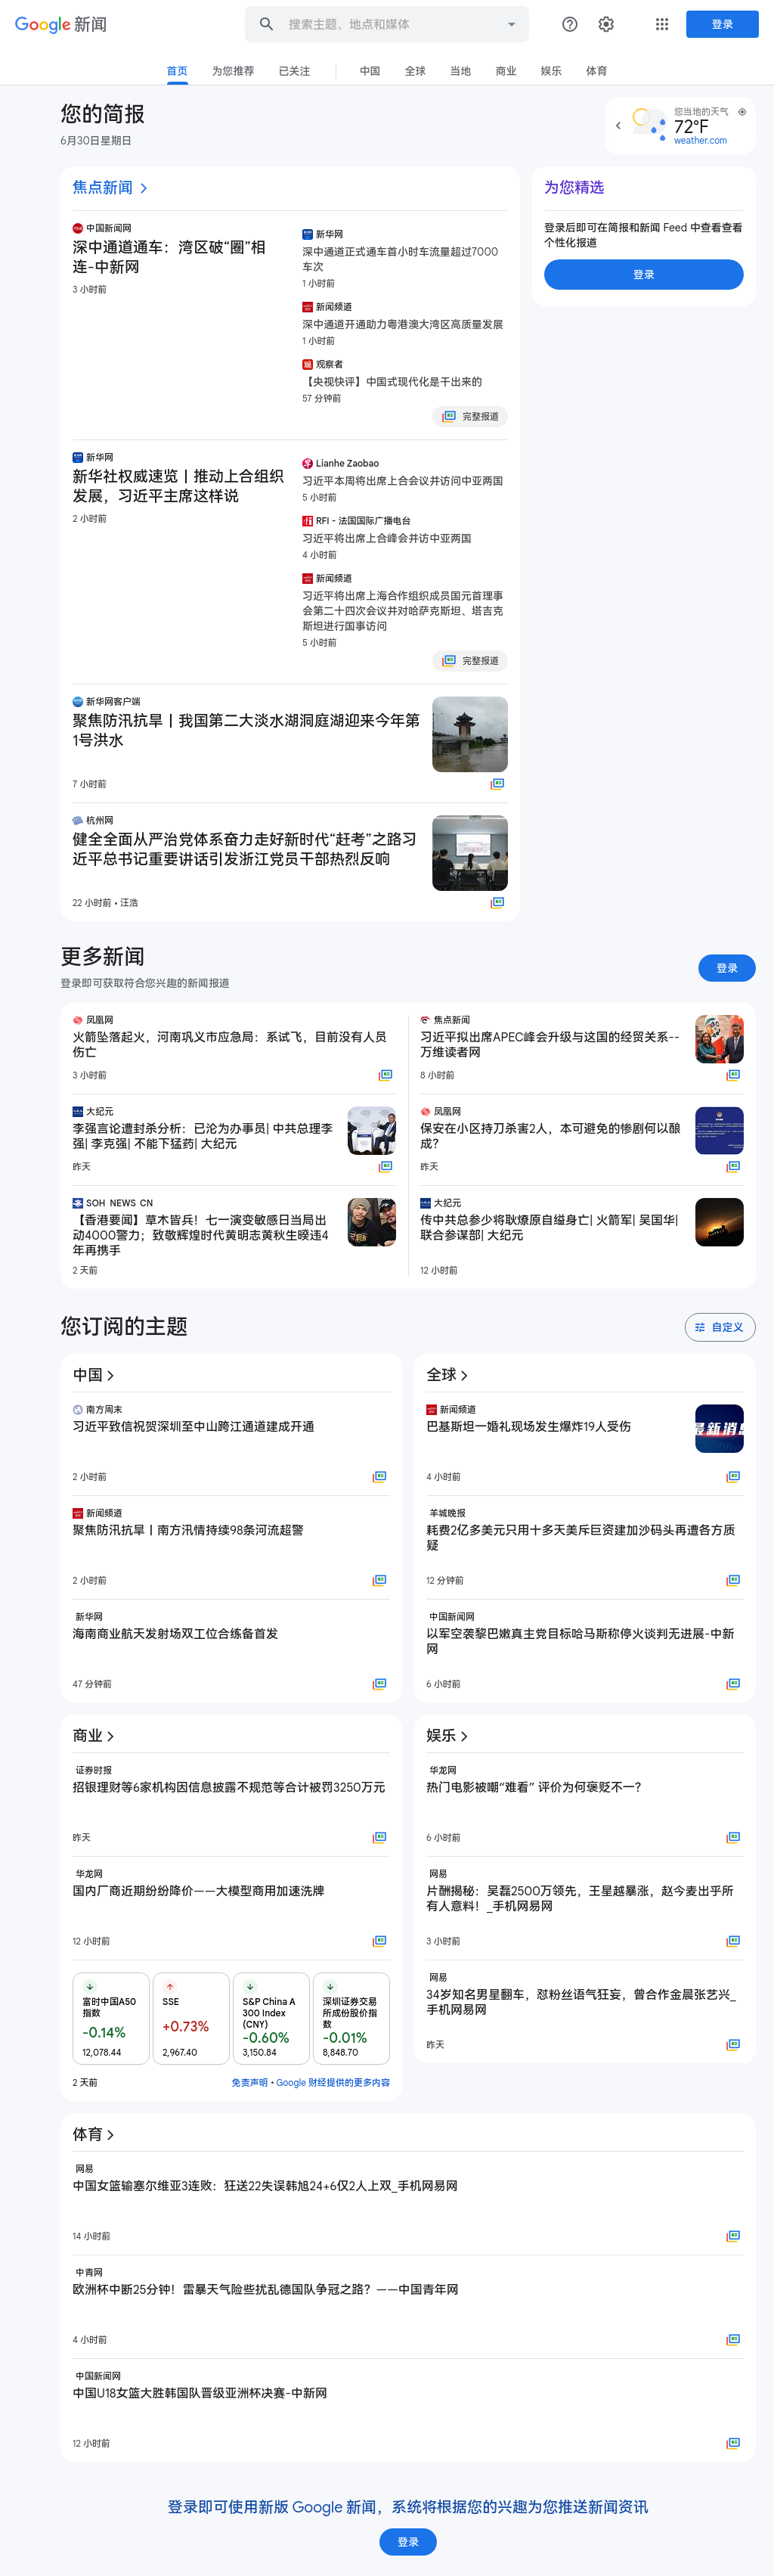 Google 新闻
搜索主题、地点和媒体
登录
首页
为您推荐
已关注
中国
全球
当地
商业
娱乐
体育
您的简报
6月30日星期日
您当地的天气
72°F
weather.com
焦点新闻
中国新闻网
深中通道通车：湾区破“圈”相
连-中新网
3 小时前
新华网
深中通道正式通车首小时车流量超过7000
车次
1 小时前
新闻频道
深中通道开通助力粤港澳大湾区高质量发展
1 小时前
观察者
【央视快评】中国式现代化是干出来的
57 分钟前
完整报道
新华网
新华社权威速览丨推动上合组织
发展，习近平主席这样说
2 小时前
Lianhe Zaobao
习近平本周将出席上合会议并访问中亚两国
5 小时前
RFI - 法国国际广播电台
习近平将出席上合峰会并访中亚两国
4 小时前
新闻频道
习近平将出席上海合作组织成员国元首理事
会第二十四次会议并对哈萨克斯坦、塔吉克
斯坦进行国事访问
5 小时前
完整报道
新华网客户端
聚焦防汛抗旱丨我国第二大淡水湖洞庭湖迎来今年第
1号洪水
7 小时前
杭州网
健全全面从严治党体系奋力走好新时代“赶考”之路习
近平总书记重要讲话引发浙江党员干部热烈反响
22 小时前 • 汪浩
为您精选
登录后即可在简报和新闻 Feed 中查看查看
个性化报道
登录
更多新闻
登录即可获取符合您兴趣的新闻报道
登录
凤凰网
火箭坠落起火，河南巩义市应急局：系试飞，目前没有人员
伤亡
3 小时前
大纪元
李强言论遭封杀分析：已沦为办事员| 中共总理李
强| 李克强| 不能下猛药| 大纪元
昨天
SOH NEWS CN
【香港要闻】草木皆兵！七一演变敏感日当局出
动4000警力；致敬辉煌时代黄明志黄秋生暌违4
年再携手
2 天前
焦点新闻
习近平拟出席APEC峰会升级与这国的经贸关系--
万维读者网
8 小时前
凤凰网
保安在小区持刀杀害2人，本可避免的惨剧何以酿
成？
昨天
大纪元
传中共总参少将耿燎原自缢身亡| 火箭军| 吴国华|
联合参谋部| 大纪元
12 小时前
您订阅的主题
自定义
中国
南方周末
习近平致信祝贺深圳至中山跨江通道建成开通
2 小时前
新闻频道
聚焦防汛抗旱丨南方汛情持续98条河流超警
2 小时前
新华网
海南商业航天发射场双工位合练备首发
47 分钟前
全球
新闻频道
巴基斯坦一婚礼现场发生爆炸19人受伤
最新消息
4 小时前
羊城晚报
耗费2亿多美元只用十多天美斥巨资建加沙码头再遭各方质
疑
12 分钟前
中国新闻网
以军空袭黎巴嫩真主党目标哈马斯称停火谈判无进展-中新
网
6 小时前
商业
证券时报
招银理财等6家机构因信息披露不规范等合计被罚3250万元
昨天
华龙网
国内厂商近期纷纷降价——大模型商用加速洗牌
12 小时前
富时中国A50
指数
-0.14%
12,078.44
SSE
+0.73%
2,967.40
S&P China A
300 Index
(CNY)
-0.60%
3,150.84
深圳证券交易
所成份股价指
数
-0.01%
8,848.70
2 天前
免责声明 • Google 财经提供的更多内容
娱乐
华龙网
热门电影被嘲“难看” 评价为何褒贬不一？
6 小时前
网易
片酬揭秘：吴磊2500万领先，王星越暴涨，赵今麦出乎所
有人意料！_手机网易网
3 小时前
网易
34岁知名男星翻车，怼粉丝语气狂妄，曾合作金晨张艺兴_
手机网易网
昨天
体育
网易
中国女篮输塞尔维亚3连败：狂送22失误韩旭24+6仅2人上双_手机网易网
14 小时前
中青网
欧洲杯中断25分钟！雷暴天气险些扰乱德国队争冠之路？——中国青年网
4 小时前
中国新闻网
中国U18女篮大胜韩国队晋级亚洲杯决赛-中新网
12 小时前
登录即可使用新版 Google 新闻，系统将根据您的兴趣为您推送新闻资讯
登录